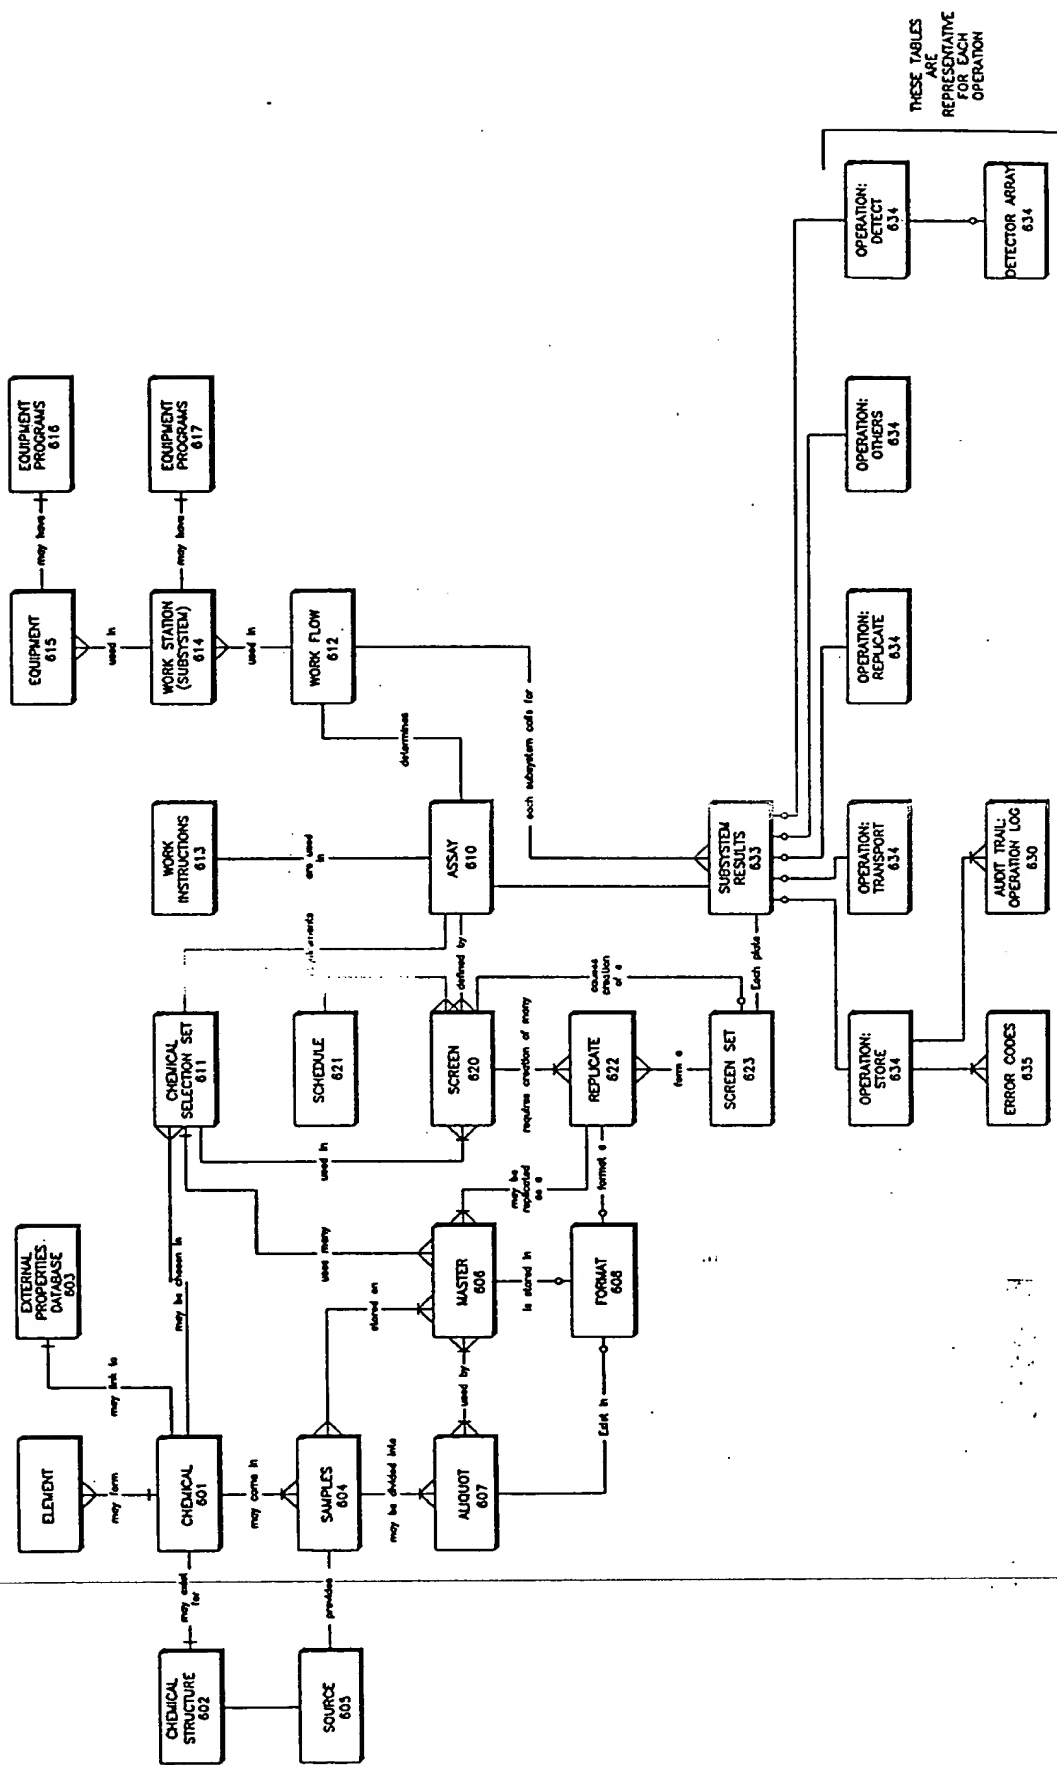 ELEMENT
EXTERNAL
PROPERTIES
DATABASE
603
EQUIPMENT
615
may have
EQUIPMENT
PROGRAMS
616
may form
may link to
used in
CHEMICAL
STRUCTURE
602
may exist
for
CHEMICAL
601
may be chosen in
CHEMICAL
SELECTION SET
611
WORK
INSTRUCTIONS
613
WORK STATION
(SUBSYSTEM)
614
may have
EQUIPMENT
PROGRAMS
617
may come in
used in
are used
in
used in
SOURCE
605
provides
SAMPLES
604
stored on
uses many
SCHEDULE
621
WORK FLOW
612
may be divided into
defined by
determines
ALIQUOT
607
used by
MASTER
606
SCREEN
620
ASSAY
610
is stored in
may be
replicated
as a
requires creation of many
causes
creation
of a
each subsystem calls for
Exist in
FORMAT
608
format a
REPLICATE
622
form a
SCREEN SET
623
Each plate
SUBSYSTEM
RESULTS
633
OPERATION:
STORE
634
OPERATION:
TRANSPORT
634
OPERATION:
REPLICATE
634
OPERATION:
OTHERS
634
OPERATION:
DETECT
634
THESE TABLES
ARE
REPRESENTATIVE
FOR EACH
OPERATION
ERROR CODES
635
AUDIT TRAIL:
OPERATION LOG
630
DETECTOR ARRAY
634